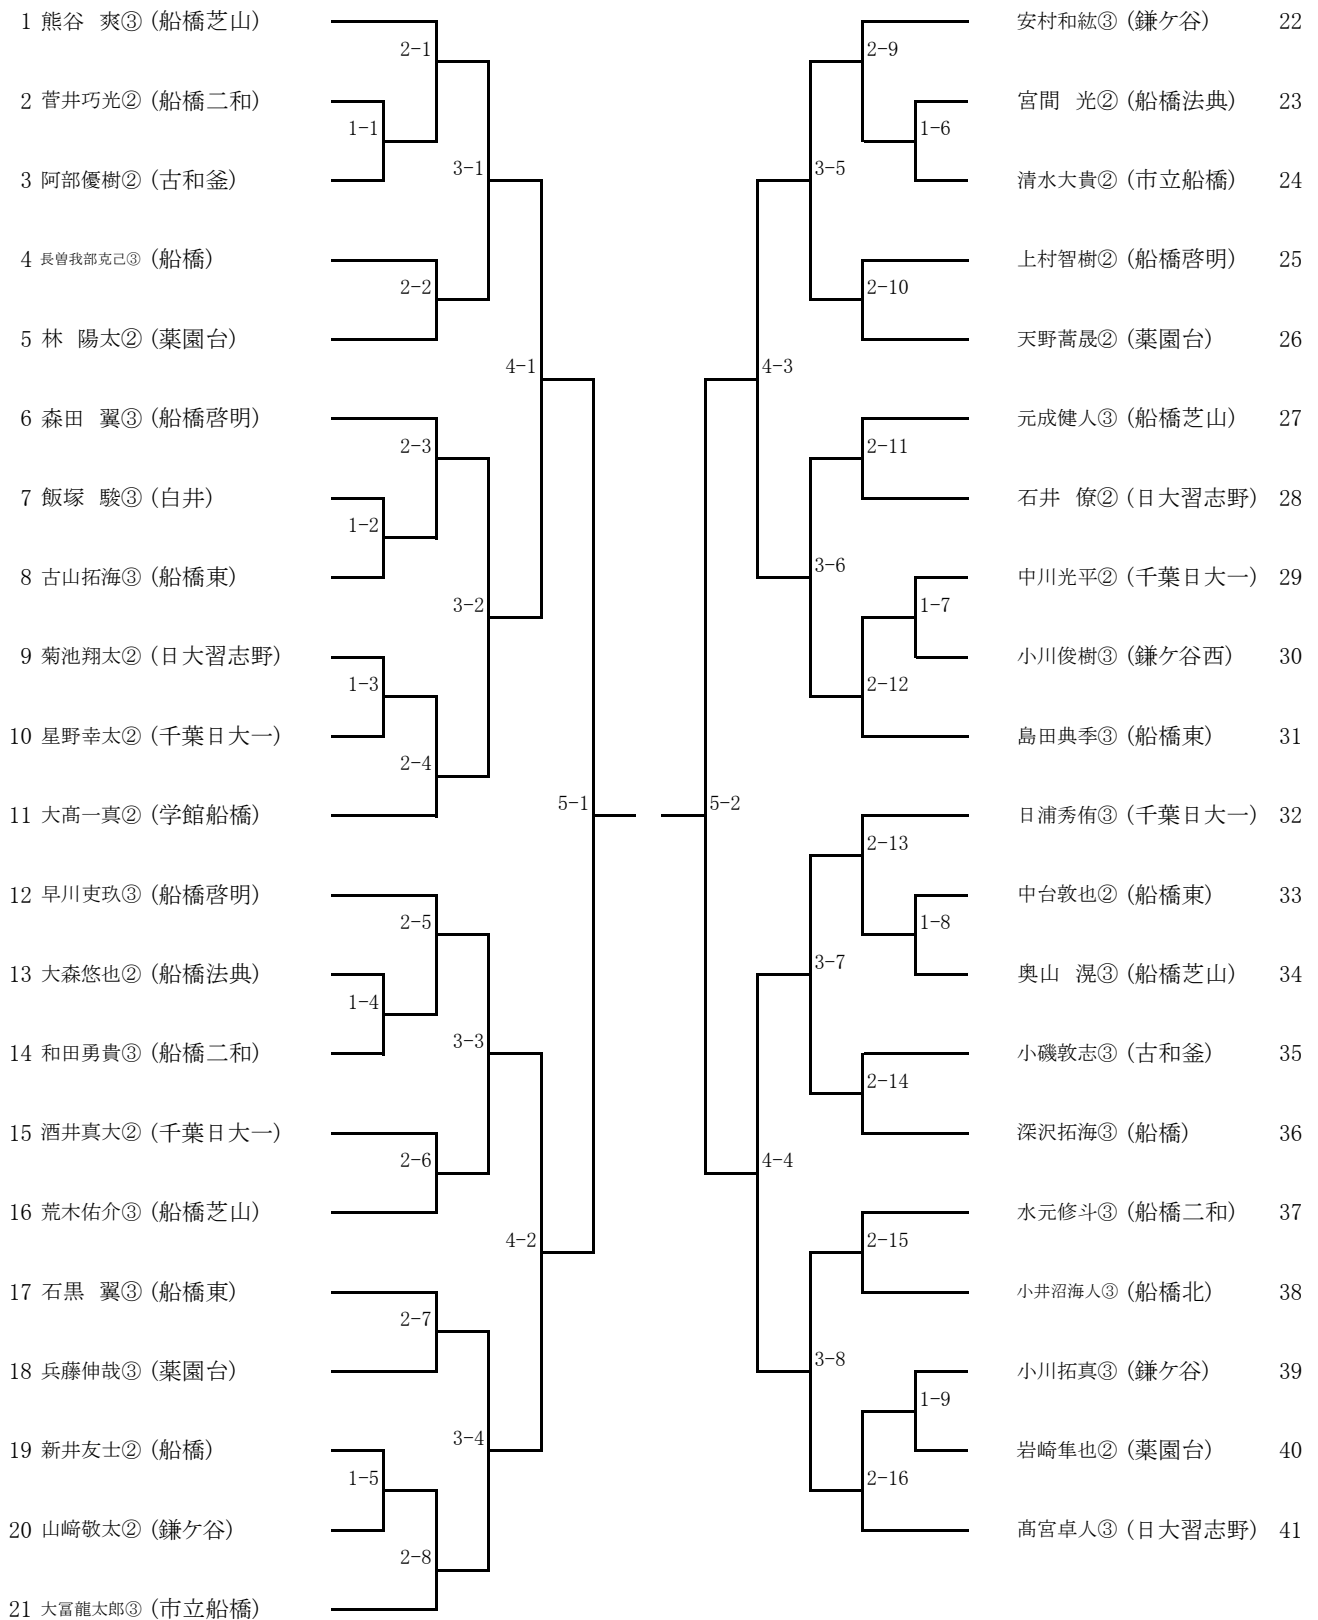 1 熊谷　爽③ (船橋芝山)
2-1
2 菅井巧光② (船橋二和)
1-1
3 阿部優樹② (古和釜)
3-1
4 長曽我部克己③ (船橋)
2-2
5 林　陽太② (薬園台)
4-1
6 森田　翼③ (船橋啓明)
2-3
7 飯塚　駿③ (白井)
1-2
8 古山拓海③ (船橋東)
3-2
9 菊池翔太② (日大習志野)
1-3
10 星野幸太② (千葉日大一)
2-4
11 大髙一真② (学館船橋)
5-1
12 早川吏玖③ (船橋啓明)
2-5
13 大森悠也② (船橋法典)
1-4
14 和田勇貴③ (船橋二和)
3-3
15 酒井真大② (千葉日大一)
2-6
16 荒木佑介③ (船橋芝山)
4-2
17 石黒　翼③ (船橋東)
2-7
18 兵藤伸哉③ (薬園台)
3-4
19 新井友士② (船橋)
1-5
20 山﨑敬太② (鎌ケ谷)
2-8
21 大冨龍太郎③ (市立船橋)
安村和紘③ (鎌ケ谷) 22
2-9
宮間　光② (船橋法典) 23
1-6
清水大貴② (市立船橋) 24
3-5
上村智樹② (船橋啓明) 25
2-10
天野蒿晟② (薬園台) 26
4-3
元成健人③ (船橋芝山) 27
2-11
石井　僚② (日大習志野) 28
3-6
中川光平② (千葉日大一) 29
1-7
小川俊樹③ (鎌ケ谷西) 30
2-12
島田典季③ (船橋東) 31
5-2
日浦秀侑③ (千葉日大一) 32
2-13
中台敦也② (船橋東) 33
1-8
奥山　滉③ (船橋芝山) 34
3-7
小磯敦志③ (古和釜) 35
2-14
深沢拓海③ (船橋) 36
4-4
水元修斗③ (船橋二和) 37
2-15
小井沼海人③ (船橋北) 38
3-8
小川拓真③ (鎌ケ谷) 39
1-9
岩崎隼也② (薬園台) 40
2-16
髙宮卓人③ (日大習志野) 41